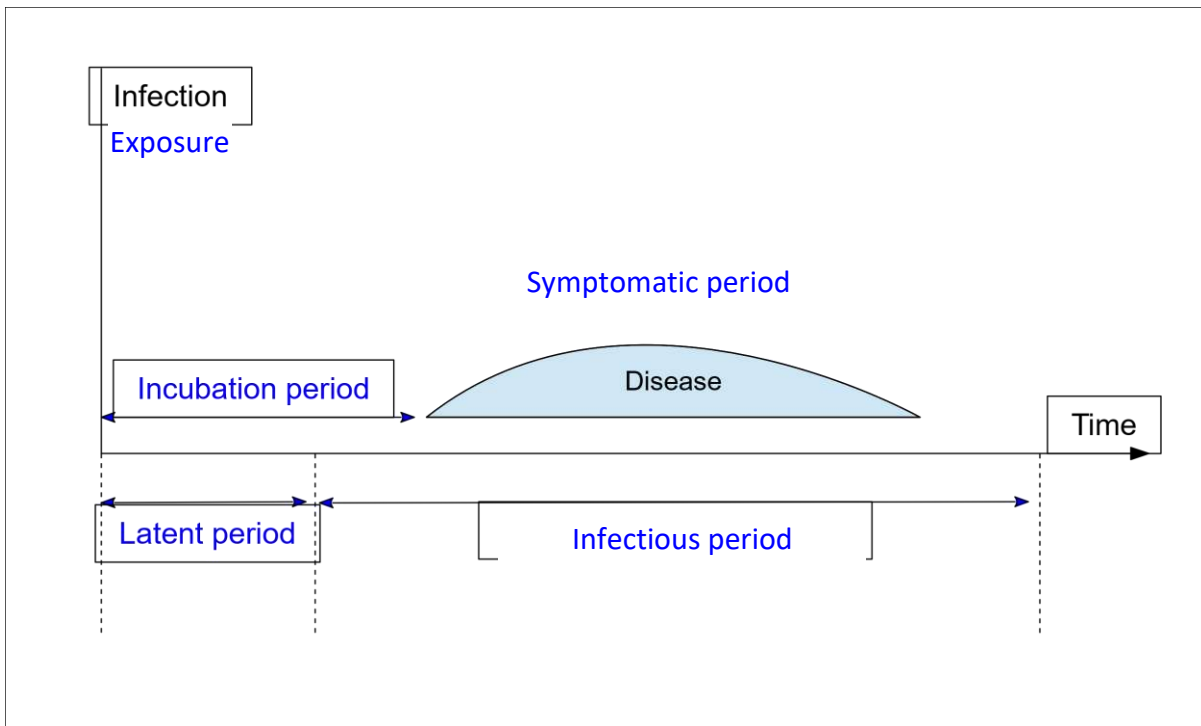 Infection
Exposure
Symptomatic period
Disease
Incubation period
Time
Latent period
Infectious period